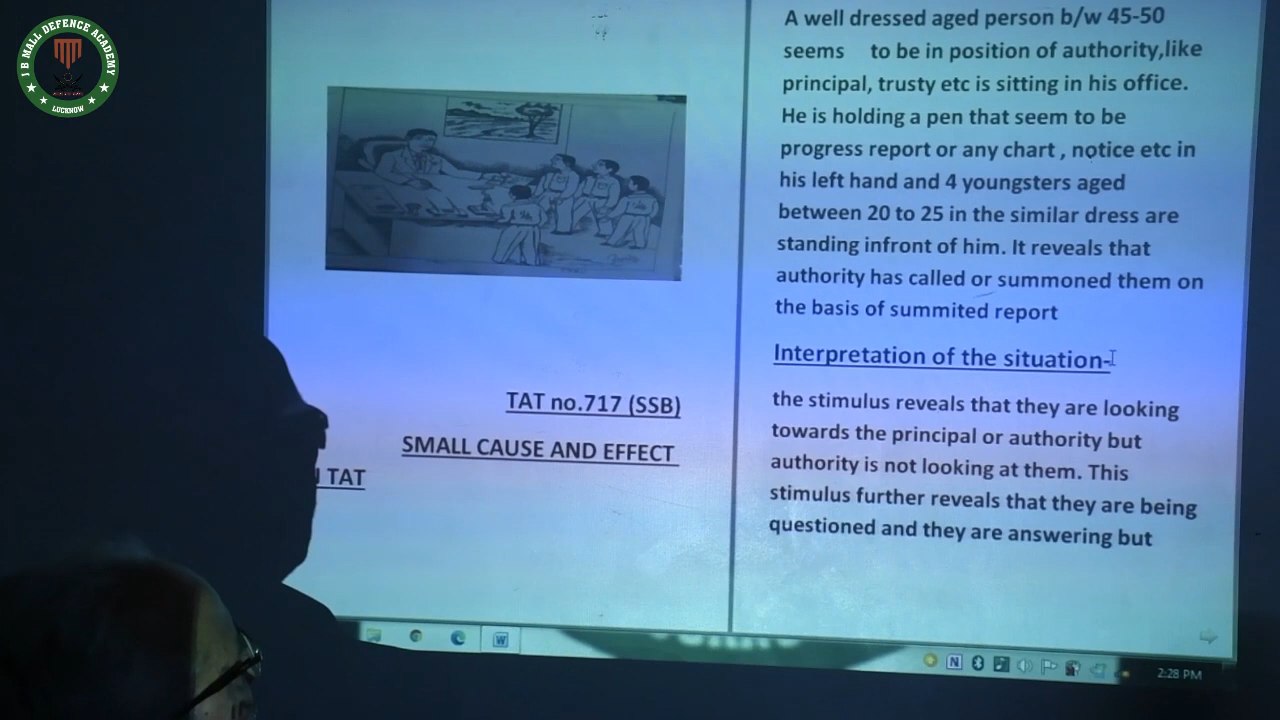 J B MALL DEFENCE ACADEMY
LUCKNOW
A well dressed aged person b/w 45-50
seems to be in position of authority,like
principal, trusty etc is sitting in his office.
He is holding a pen that seem to be
progress report or any chart , notice etc in
his left hand and 4 youngsters aged
between 20 to 25 in the similar dress are
standing infront of him. It reveals that
authority has called or summoned them on
the basis of summited report
Interpretation of the situation-
the stimulus reveals that they are looking
towards the principal or authority but
authority is not looking at them. This
stimulus further reveals that they are being
questioned and they are answering but
TAT no.717 (SSB)
SMALL CAUSE AND EFFECT
TAT
2:28 PM